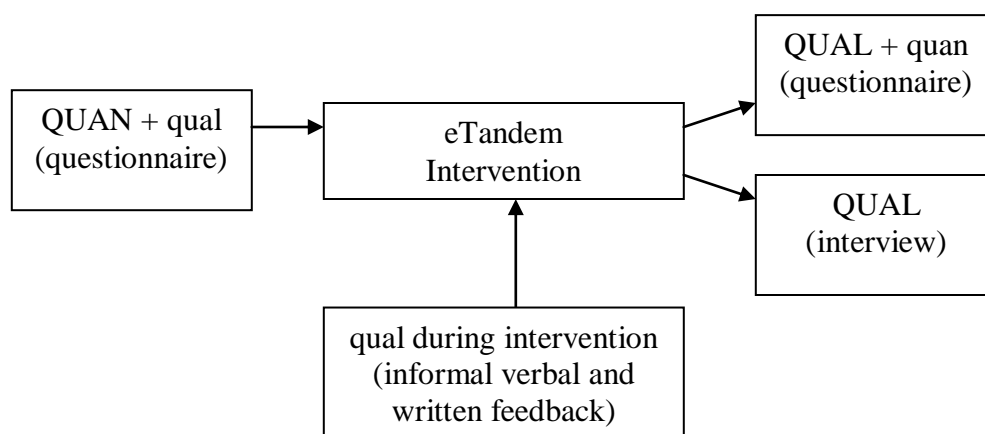 QUAN + qual
(questionnaire)
eTandem
Intervention
QUAL + quan
(questionnaire)
QUAL
(interview)
qual during intervention
(informal verbal and
written feedback)